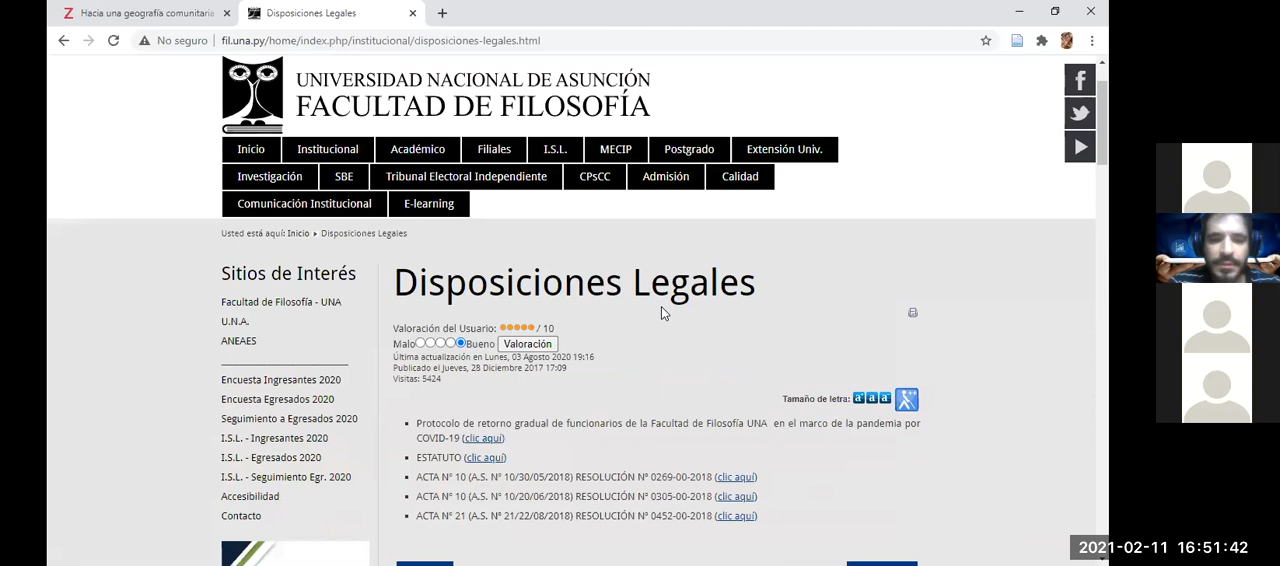 Hacia una geografía comunitaria
Disposiciones Legales
No seguro
fil.una.py/home/index.php/institucional/disposiciones-legales.html
UNIVERSIDAD NACIONAL DE ASUNCIÓN
FACULTAD DE FILOSOFÍA
Inicio Institucional Académico Filiales I.S.L. MECIP Postgrado Extensión Univ.
Investigación SBE Tribunal Electoral Independiente CPsCC Admisión Calidad
Comunicación Institucional E-learning
Usted está aquí: Inicio Disposiciones Legales
Sitios de Interés
Facultad de Filosofía - UNA
U.N.A.
ANEAES
Encuesta Ingresantes 2020
Encuesta Egresados 2020
Seguimiento a Egresados 2020
I.S.L. - Ingresantes 2020
I.S.L. - Egresados 2020
I.S.L. - Seguimiento Egr. 2020
Accesibilidad
Contacto
Disposiciones Legales
Valoración del Usuario: / 10
Malo Bueno Valoración
Última actualización en Lunes, 03 Agosto 2020 19:16
Publicado el Jueves, 28 Diciembre 2017 17:09
Visitas: 5424
Tamaño de letra:
Protocolo de retorno gradual de funcionarios de la Facultad de Filosofía UNA en el marco de la pandemia por
COVID-19 (clic aquí)
ESTATUTO (clic aquí)
ACTA Nº 10 (A.S. Nº 10/30/05/2018) RESOLUCIÓN Nº 0269-00-2018 (clic aquí)
ACTA Nº 10 (A.S. Nº 10/20/06/2018) RESOLUCIÓN Nº 0305-00-2018 (clic aquí)
ACTA Nº 21 (A.S. Nº 21/22/08/2018) RESOLUCIÓN Nº 0452-00-2018 (clic aquí)
2021-02-11 16:51:42